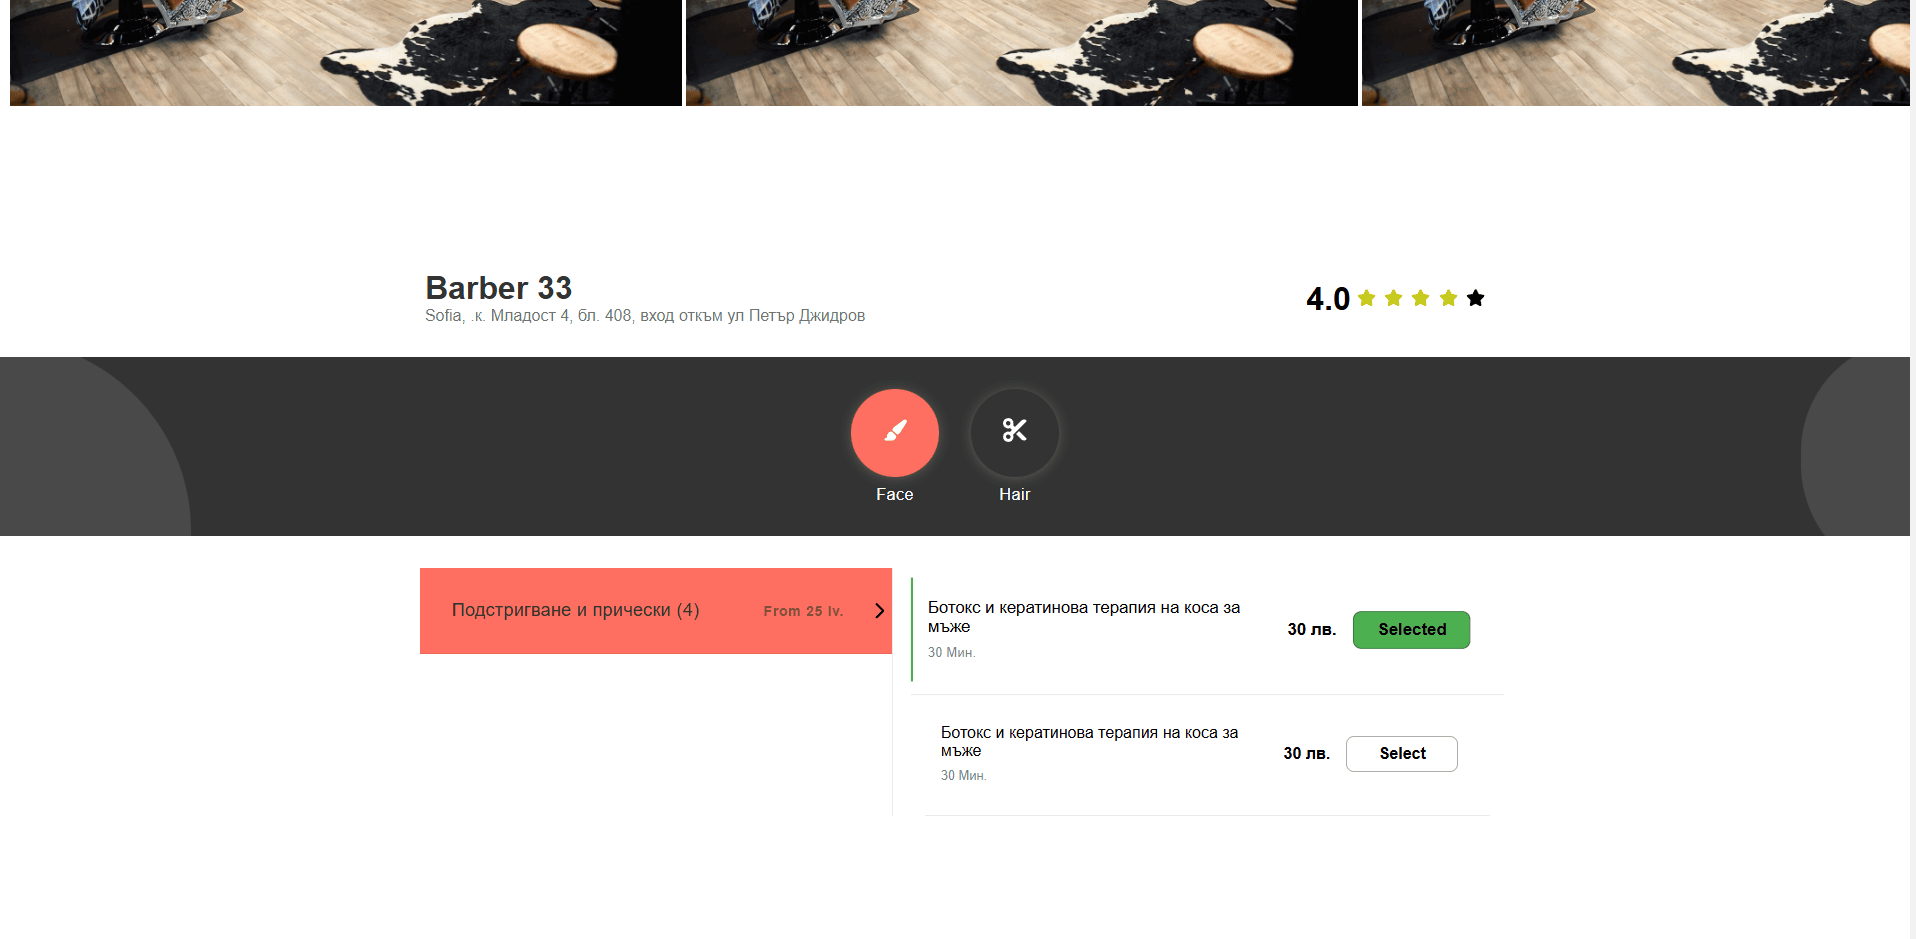 Barber 33
Sofia, .к. Младост 4, бл. 408, вход откъм ул Петър Джидров
4.0
Face
Hair
Подстригване и прически (4)
From 25 lv.
Ботокс и кератинова терапия на коса за
мъже
30 Мин.
30 лв.
Selected
Ботокс и кератинова терапия на коса за
мъже
30 Мин.
30 лв.
Select